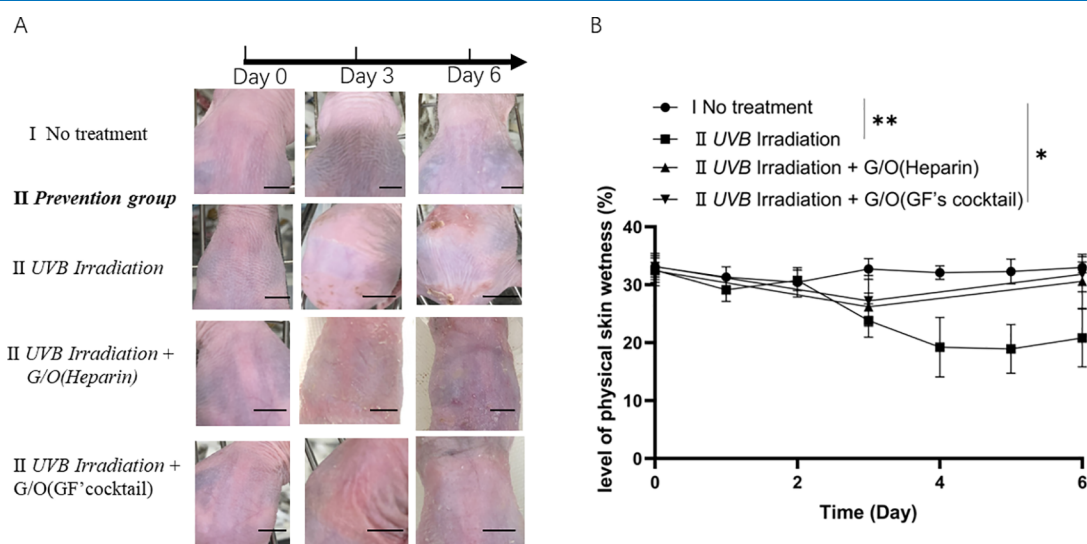 A
Day 0
Day 3
Day 6
I No treatment
II Prevention group
II UVB Irradiation
II UVB Irradiation +
G/O(Heparin)
II UVB Irradiation +
G/O(GF'cocktail)
B
I No treatment
II UVB Irradiation
II UVB Irradiation + G/O(Heparin)
II UVB Irradiation + G/O(GF's cocktail)
**
*
level of physical skin wetness (%)
40
30
20
10
0
0
2
4
6
Time (Day)